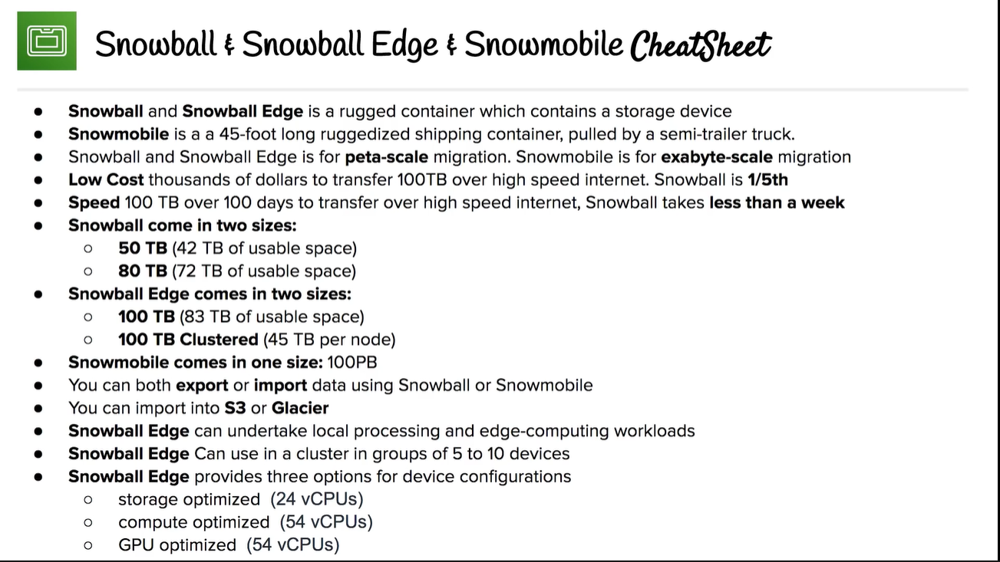 Snowball & Snowball Edge & Snowmobile CheatSheet
● Snowball and Snowball Edge is a rugged container which contains a storage device
● Snowmobile is a a 45-foot long ruggedized shipping container, pulled by a semi-trailer truck.
● Snowball and Snowball Edge is for peta-scale migration. Snowmobile is for exabyte-scale migration
● Low Cost thousands of dollars to transfer 100TB over high speed internet. Snowball is 1/5th
● Speed 100 TB over 100 days to transfer over high speed internet, Snowball takes less than a week
● Snowball come in two sizes:
○ 50 TB (42 TB of usable space)
○ 80 TB (72 TB of usable space)
● Snowball Edge comes in two sizes:
○ 100 TB (83 TB of usable space)
○ 100 TB Clustered (45 TB per node)
● Snowmobile comes in one size: 100PB
● You can both export or import data using Snowball or Snowmobile
● You can import into S3 or Glacier
● Snowball Edge can undertake local processing and edge-computing workloads
● Snowball Edge Can use in a cluster in groups of 5 to 10 devices
● Snowball Edge provides three options for device configurations
○ storage optimized (24 vCPUs)
○ compute optimized (54 vCPUs)
○ GPU optimized (54 vCPUs)